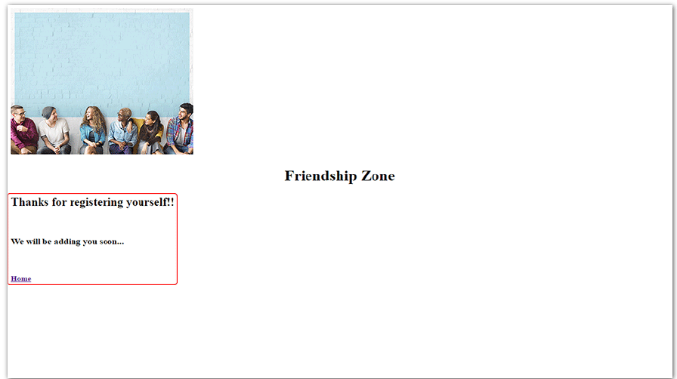 Friendship Zone
Thanks for registering yourself!!
We will be adding you soon...
Home